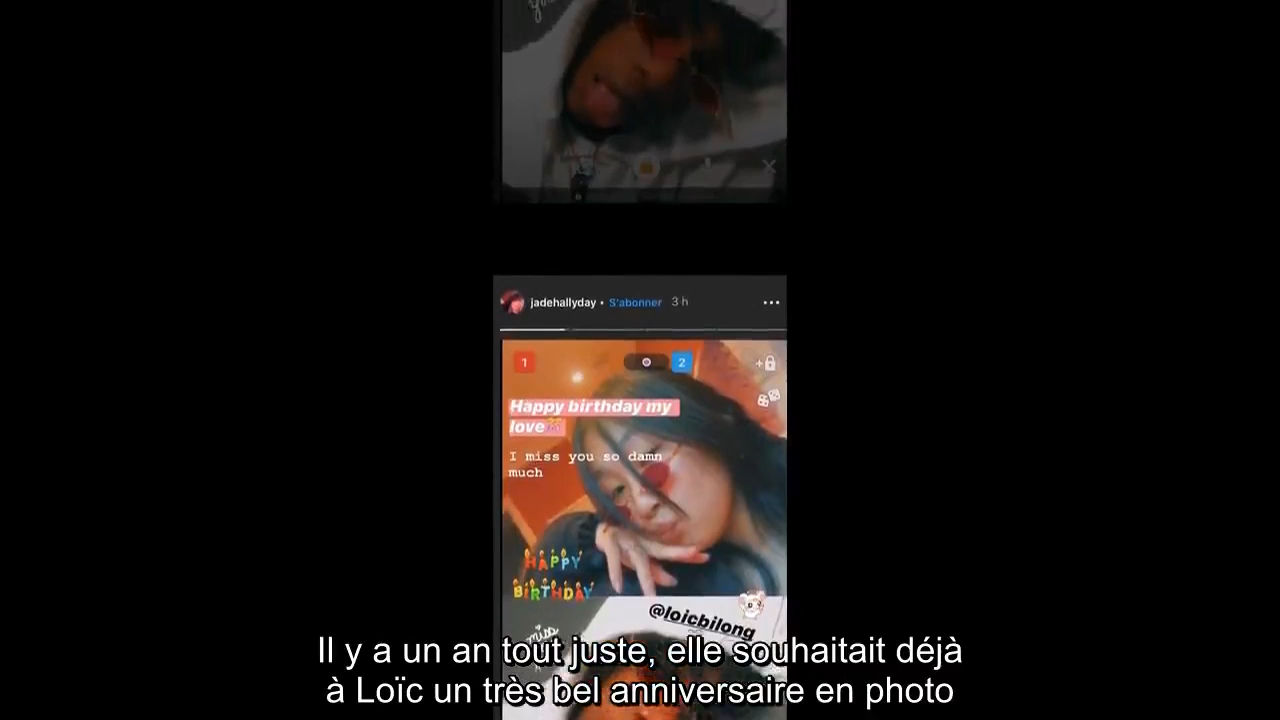 jadehallyday • S'abonner 3 h
1
2
Happy birthday my
love
I miss you so damn
much
HAPPY
BIRTHDAY
@loicbilong
miss
Il y a un an tout juste, elle souhaitait déjà
à Loïc un très bel anniversaire en photo